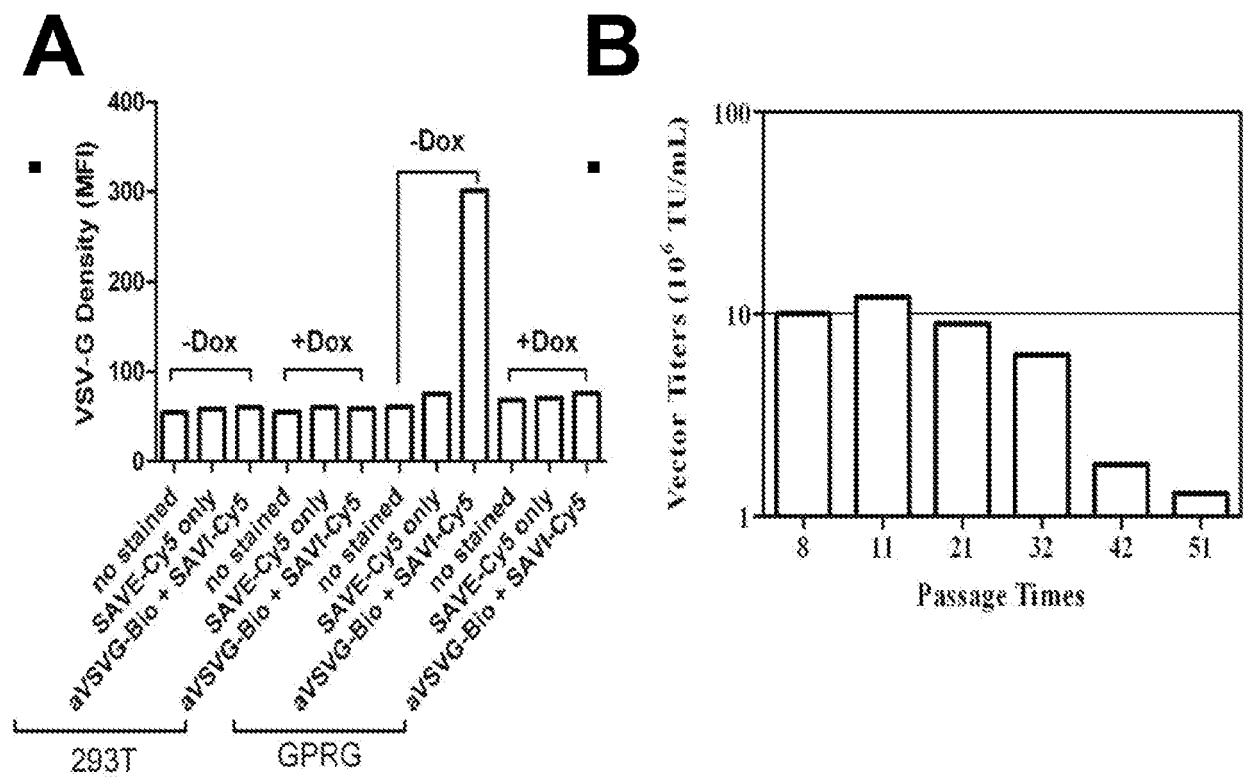 A
VSV-G Density (MFI)
400
300
200
100
0
-Dox
+Dox
-Dox
+Dox
no stained
SAVE-Cy5 only
aVSVG-Bio + SAVI-Cy5
no stained
SAVE-Cy5 only
aVSVG-Bio + SAVI-Cy5
no stained
SAVE-Cy5 only
aVSVG-Bio + SAVI-Cy5
no stained
SAVE-Cy5 only
aVSVG-Bio + SAVI-Cy5
293T
GPRG
B
Vector Titers (10⁶ TU/mL)
100
10
1
8 11 21 32 42 51
Passage Times